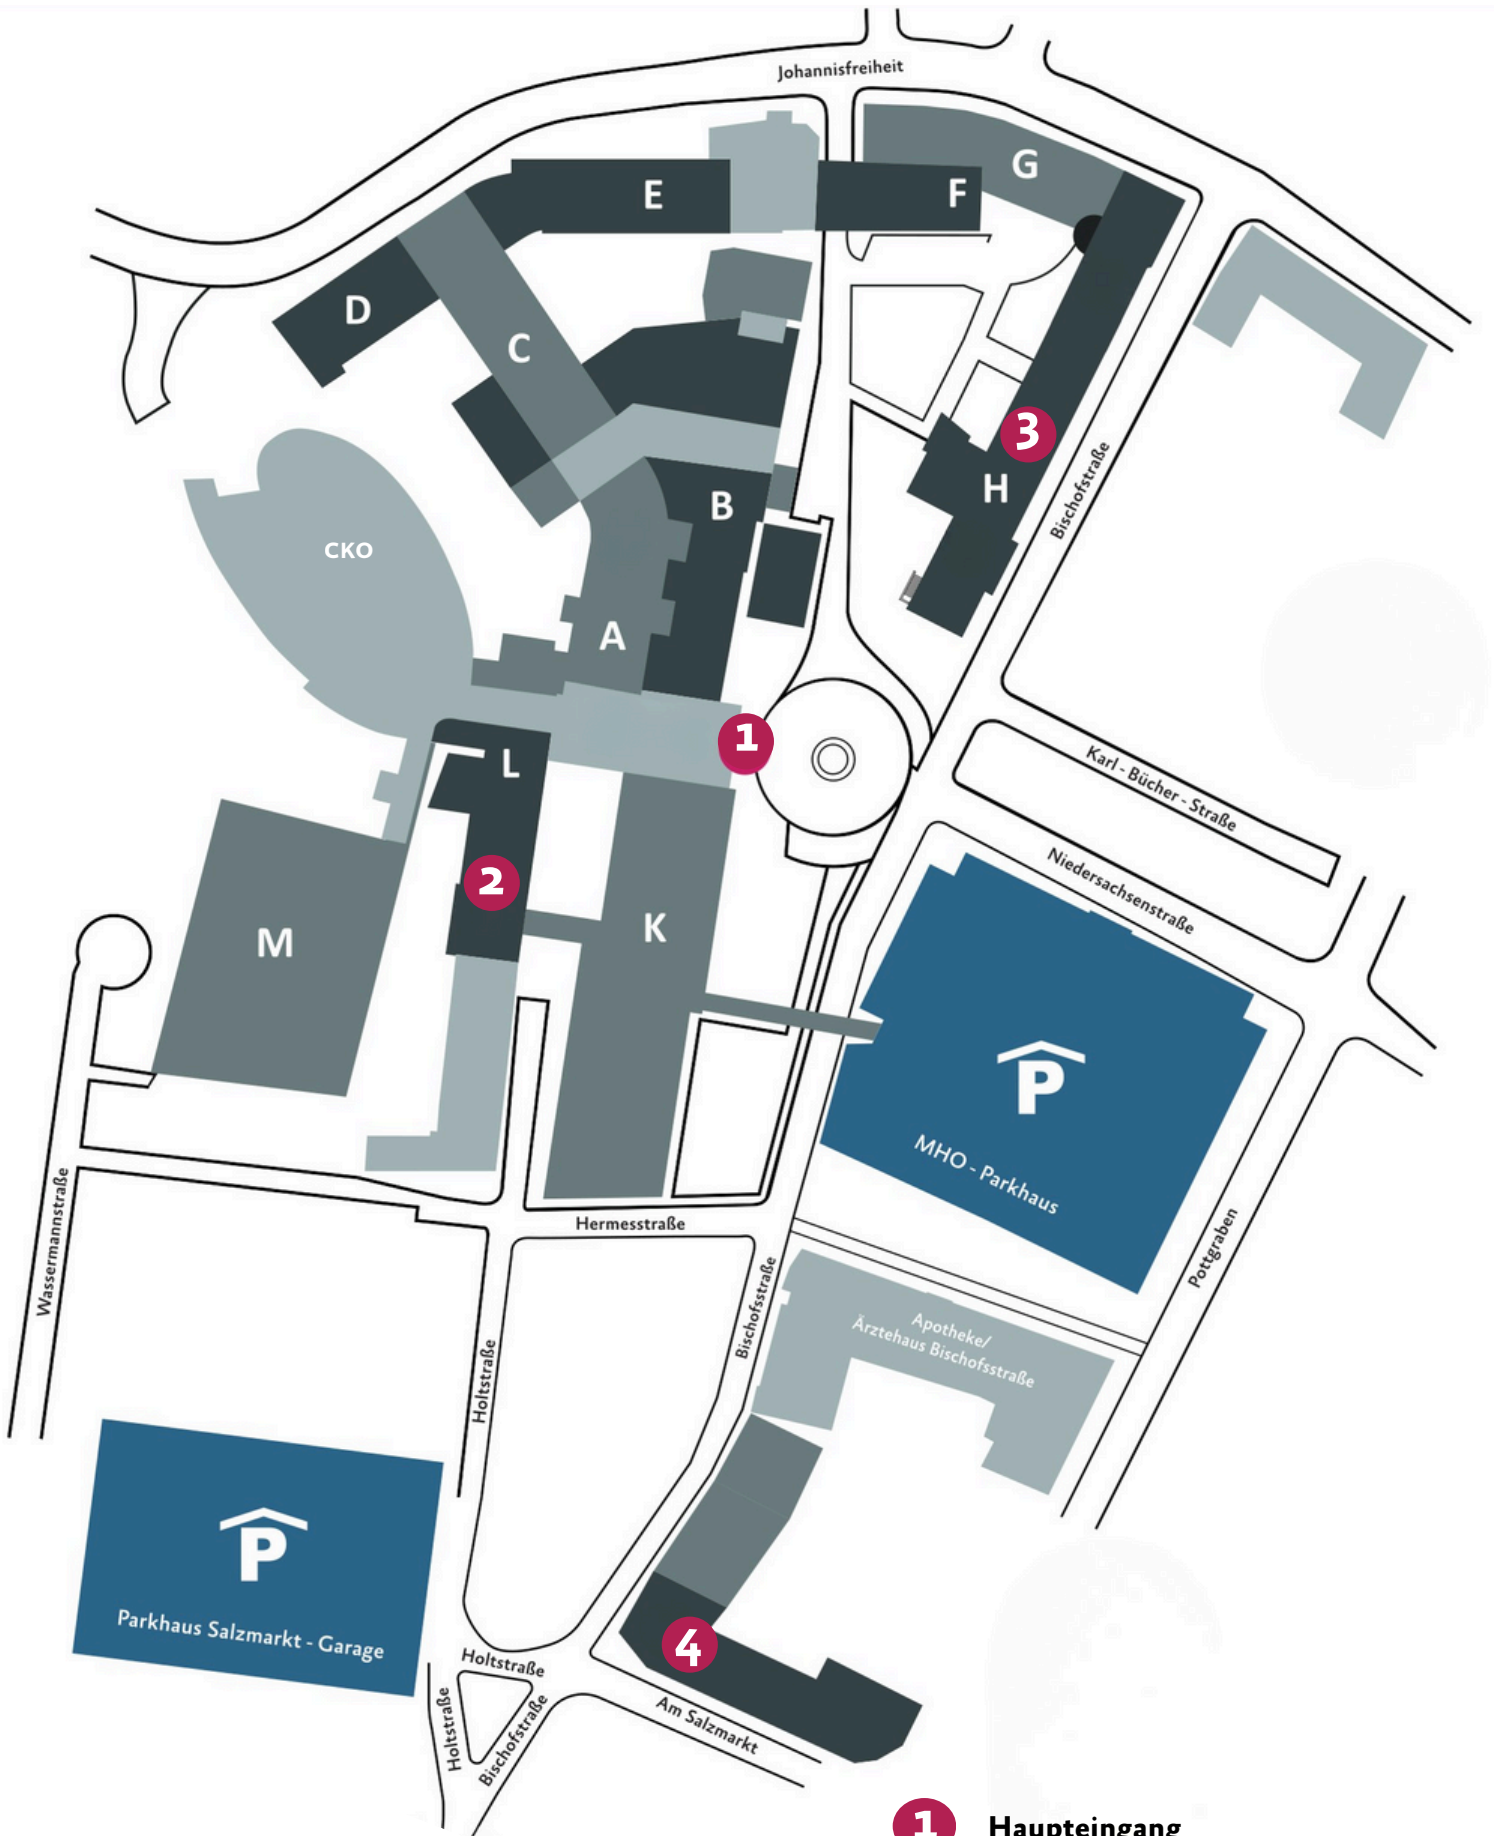 Johannisfreiheit
G
E
F
D
C
3
H
B
Bischofstraße
CKO
A
1
L
Karl - Bücher - Straße
2
Niedersachsenstraße
K
M
P
MHO - Parkhaus
Wassermannstraße
Hermesstraße
Pottgraben
Bischofsstraße
Apotheke/
Ärztehaus Bischofsstraße
Holtstraße
P
Parkhaus Salzmarkt - Garage
4
Holtstraße
Holtstraße
Bischofstraße
Am Salzmarkt
1 Haupteingang